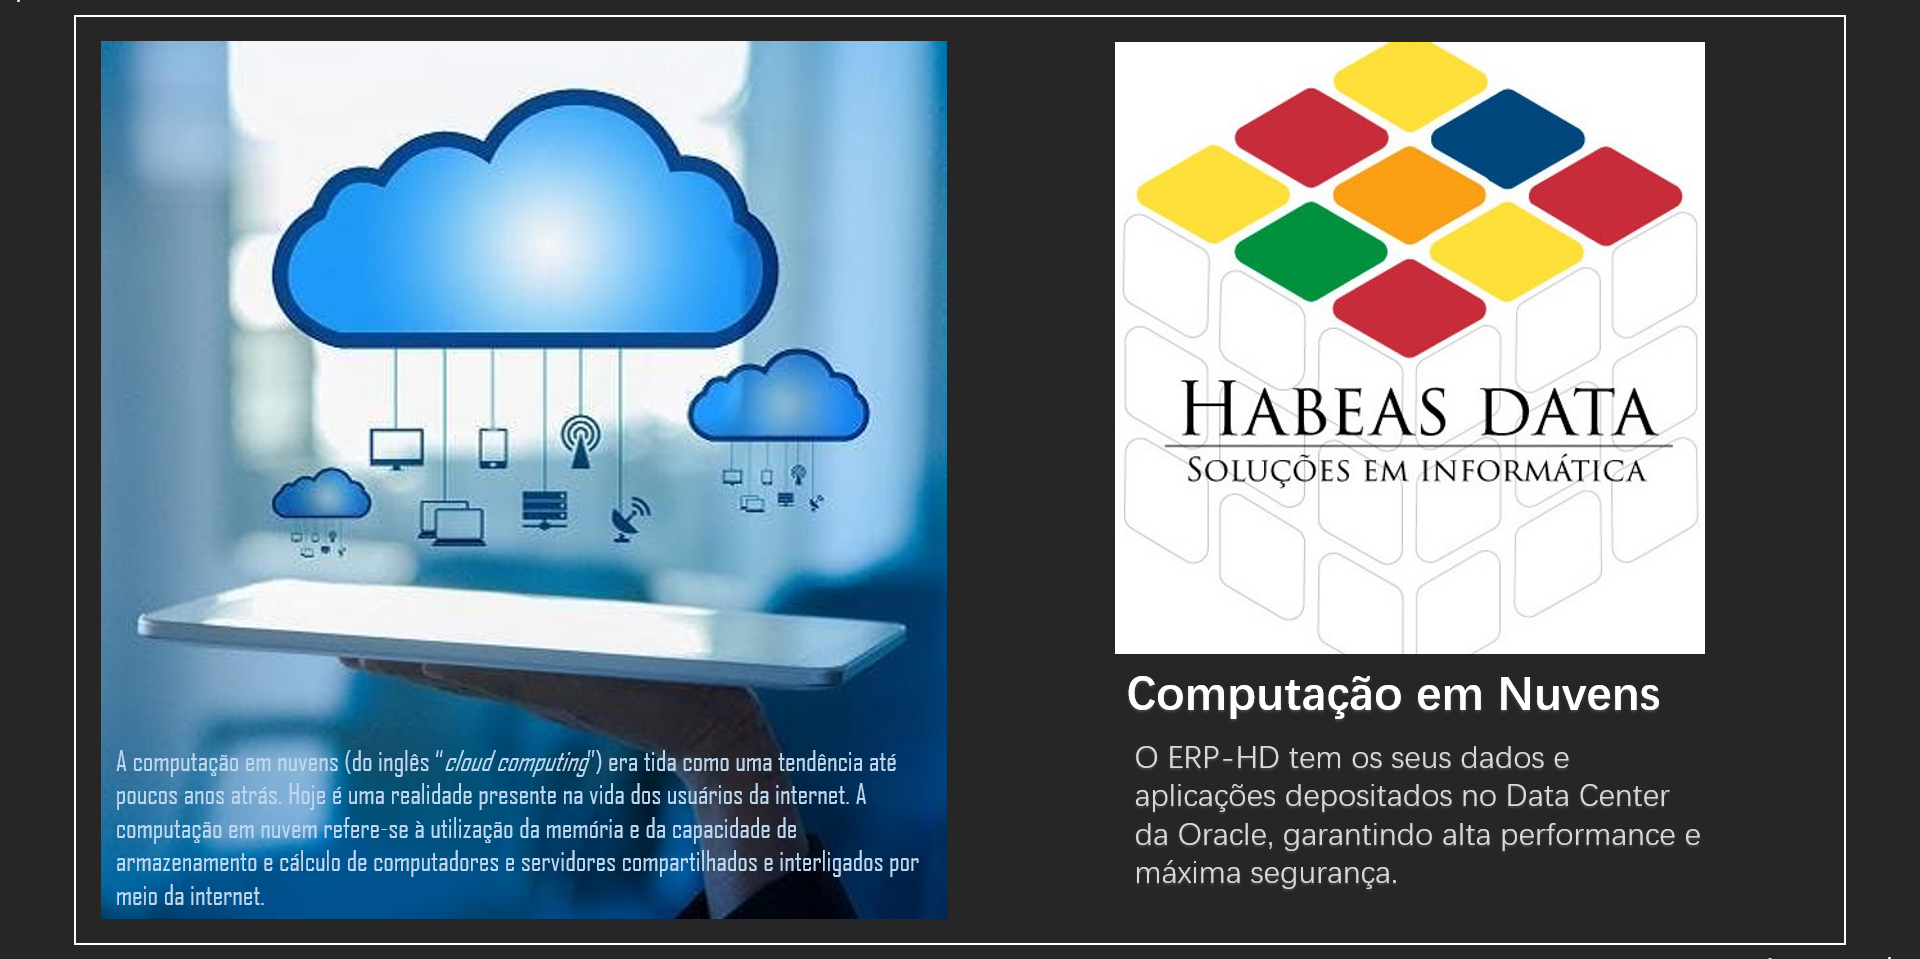 A computação em nuvens (do inglês “cloud computing”) era tida como uma tendência até
poucos anos atrás. Hoje é uma realidade presente na vida dos usuários da internet. A
computação em nuvem refere-se à utilização da memória e da capacidade de
armazenamento e cálculo de computadores e servidores compartilhados e interligados por
meio da internet.
HABEAS DATA
SOLUÇÕES EM INFORMÁTICA
Computação em Nuvens
O ERP-HD tem os seus dados e
aplicações depositados no Data Center
da Oracle, garantindo alta performance e
máxima segurança.